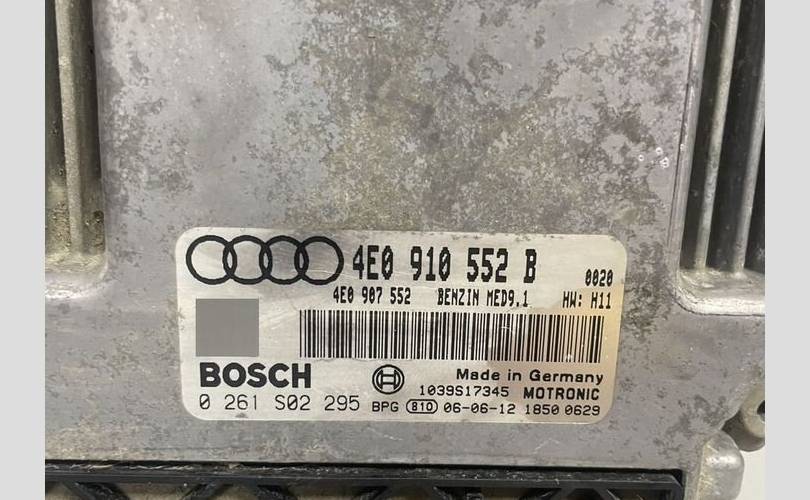 4E0 910 552 B 0020
4E0 907 552 BENZIN MED9.1 HW: H11
BOSCH Made in Germany
1039S17345 MOTRONIC
0 261 S02 295 BPG 810 06-06-12 1850 0629